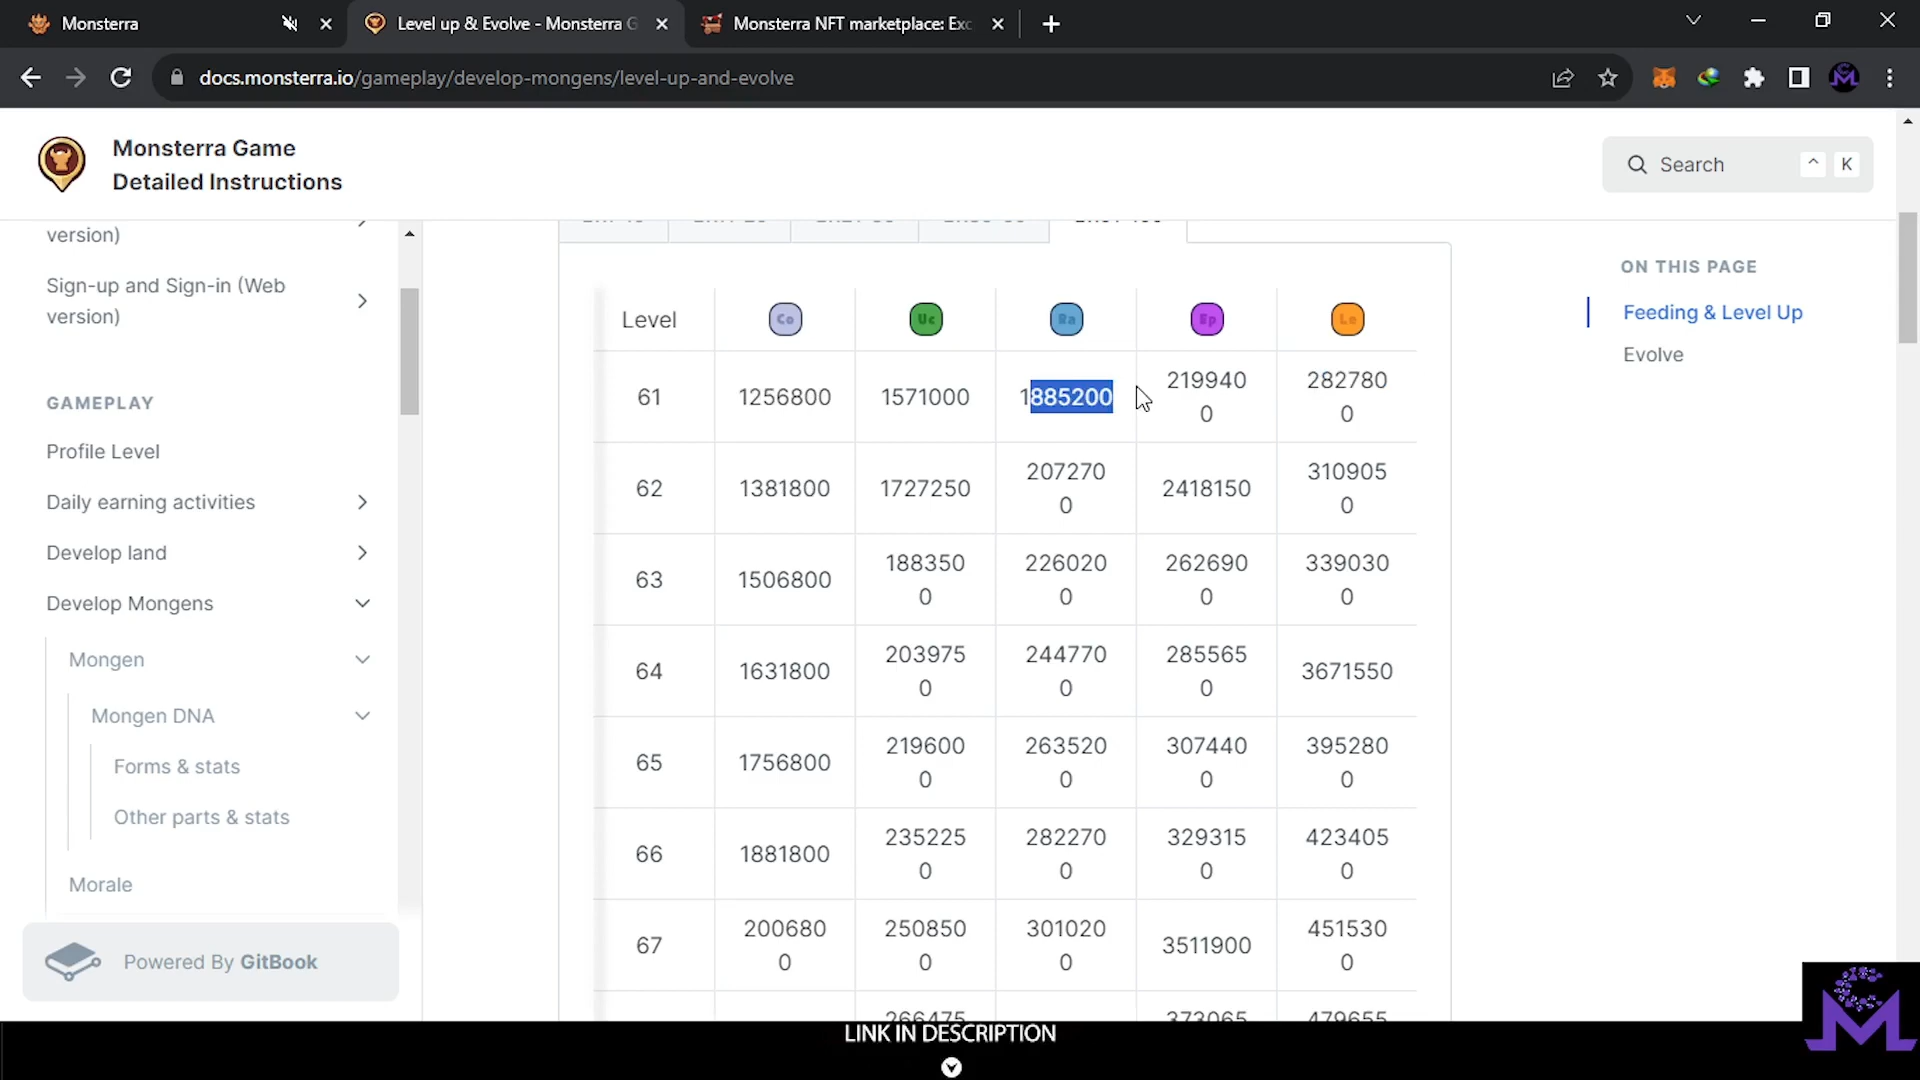 Monsterra
Level up & Evolve - Monsterra G
Monsterra NFT marketplace: Exc
docs.monsterra.io/gameplay/develop-mongens/level-up-and-evolve
Monsterra Game
Detailed Instructions
Search
^ K
version)
Sign-up and Sign-in (Web
version)
GAMEPLAY
Profile Level
Daily earning activities
Develop land
Develop Mongens
Mongen
Mongen DNA
Forms & stats
Other parts & stats
Morale
Powered By GitBook
Level Co Uc Ra Ep Le
61 1256800 1571000 1885200 219940 282780
0 0
62 1381800 1727250 207270 2418150 310905
0 0
63 1506800 188350 226020 262690 339030
0 0 0 0
64 1631800 203975 244770 285565 3671550
0 0 0
65 1756800 219600 263520 307440 395280
0 0 0 0
66 1881800 235225 282270 329315 423405
0 0 0 0
67 200680 250850 301020 3511900 451530
0 0 0 0
266475 373065 479655
ON THIS PAGE
Feeding & Level Up
Evolve
LINK IN DESCRIPTION